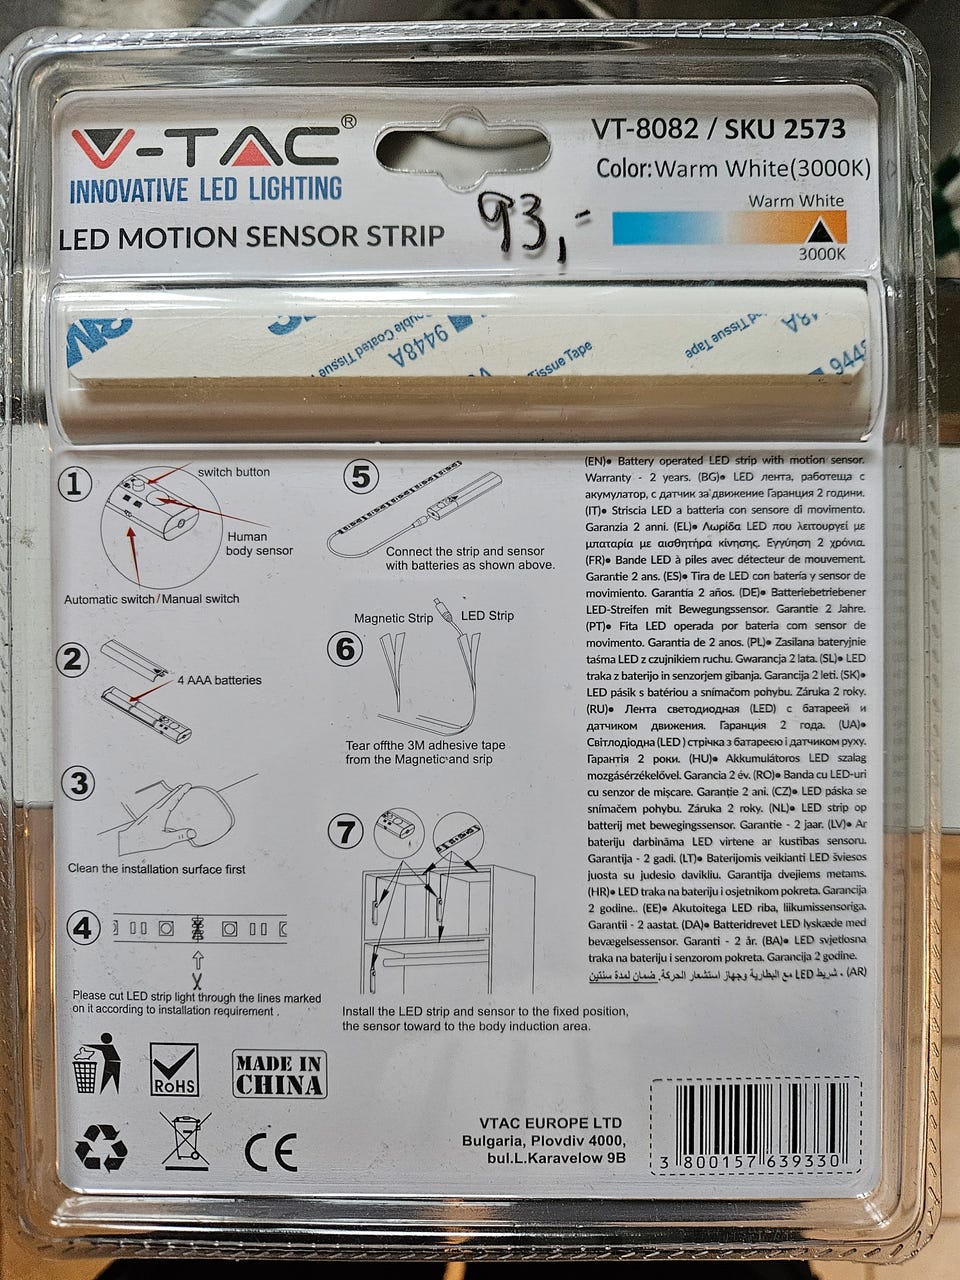 V-TAC®
INNOVATIVE LED LIGHTING
LED MOTION SENSOR STRIP
93,-
VT-8082 / SKU 2573
Color:Warm White(3000K)
Warm White
3000K
3M
Double Coated Tissue
9448A
Tissue Tape
9448A
ated Tissue Tape
9448
1
switch button
Human
body sensor
Automatic switch/Manual switch
2
4 AAA batteries
3
Clean the installation surface first
4
Please cut LED strip light through the lines marked
on it according to installation requirement .
5
Connect the strip and sensor
with batteries as shown above.
Magnetic Strip
LED Strip
6
Tear offthe 3M adhesive tape
from the Magnetic and srip
7
Install the LED strip and sensor to the fixed position,
the sensor toward to the body induction area.
(EN)• Battery operated LED strip with motion sensor.
Warranty - 2 years. (BG)• LED лента, работеща с
акумулатор, с датчик за движение Гаранция 2 години.
(IT)• Striscia LED a batteria con sensore di movimento.
Garanzia 2 anni. (EL)• Λωρίδα LED που λειτουργεί με
μπαταρία με αισθητήρα κίνησης. Εγγύηση 2 χρόνια.
(FR)• Bande LED à piles avec détecteur de mouvement.
Garantie 2 ans. (ES)• Tira de LED con batería y sensor de
movimiento. Garantía 2 años. (DE)• Batteriebetriebener
LED-Streifen mit Bewegungssensor. Garantie 2 Jahre.
(PT)• Fita LED operada por bateria com sensor de
movimento. Garantia de 2 anos. (PL)• Zasilana bateryjnie
taśma LED z czujnikiem ruchu. Gwarancja 2 lata. (SL)• LED
traka z baterijo in senzorjem gibanja. Garancija 2 leti. (SK)•
LED pásik s batériou a snímačom pohybu. Záruka 2 roky.
(RU)• Лента светодиодная (LED) с батареей и
датчиком движения. Гаранция 2 года. (UA)•
Світлодіодна (LED ) стрічка з батареєю і датчиком руху.
Гарантія 2 роки. (HU)• Akkumulátoros LED szalag
mozgásérzékelővel. Garancia 2 év. (RO)• Banda cu LED-uri
cu senzor de mișcare. Garanție 2 ani. (CZ)• LED páska se
snímačem pohybu. Záruka 2 roky. (NL)• LED strip op
batterij met bewegingssensor. Garantie - 2 jaar. (LV)• Ar
bateriju darbināma LED virtene ar kustības sensoru.
Garantija - 2 gadi. (LT)• Baterijomis veikianti LED šviesos
juosta su judesio davikliu. Garantija dvejiems metams.
(HR)• LED traka na bateriju i osjetnikom pokreta. Garancija
2 godine.. (EE)• Akutoitega LED riba, liikumissensoriga.
Garantii - 2 aastat. (DA)• Batteridrevet LED lyskæde med
bevægelsessensor. Garanti - 2 år. (BA)• LED svjetlosna
traka na bateriju i senzorom pokreta. Garancija 2 godine.
(AR)• شريط LED مع البطارية وجهاز استشعار الحركة. ضمان لمدة سنتين.
RoHS
MADE IN
CHINA
CE
VTAC EUROPE LTD
Bulgaria, Plovdiv 4000,
bul.L.Karavelow 9B
3 800157 639330